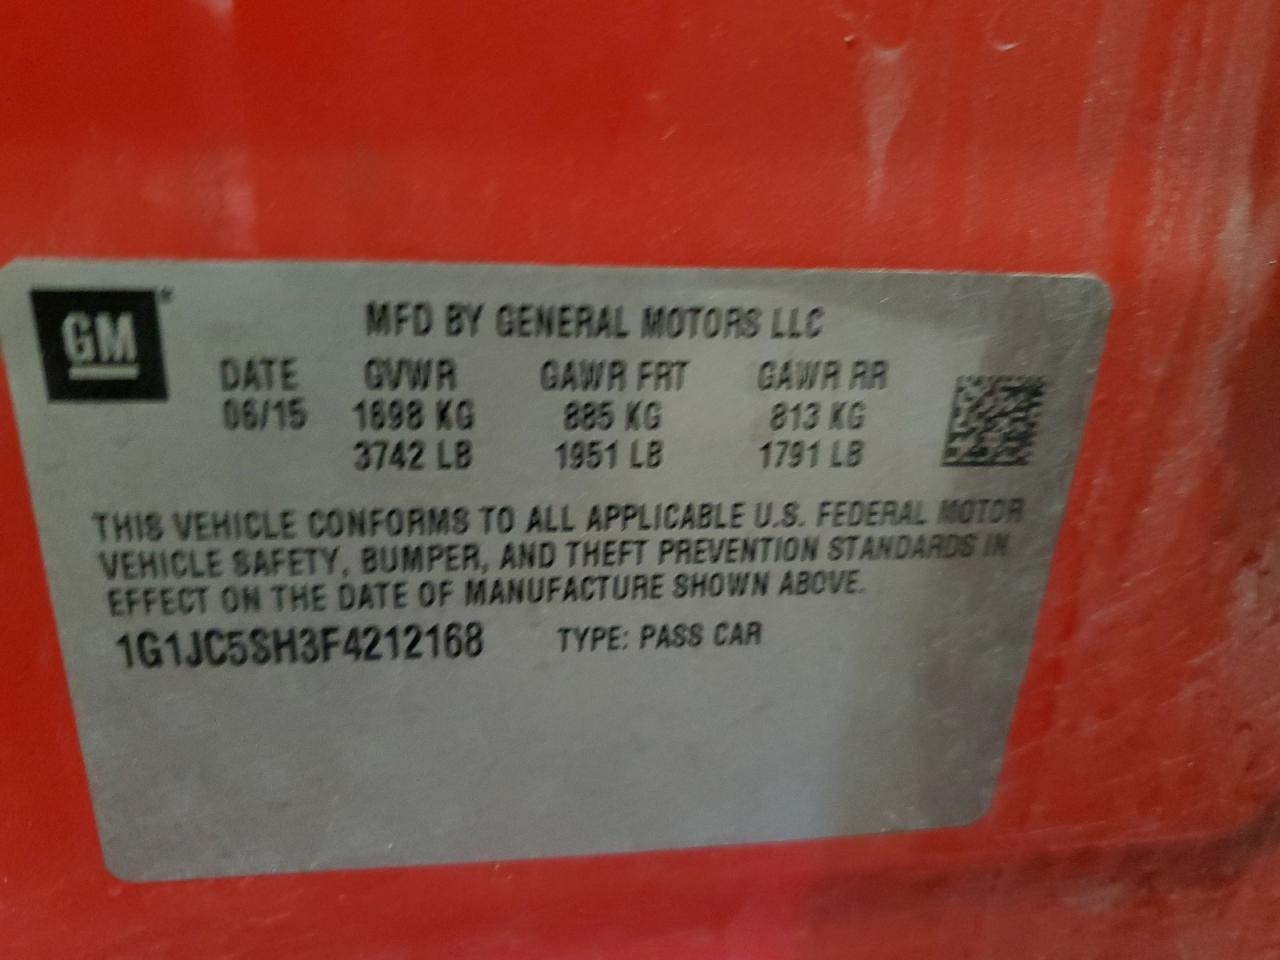 GM
MFD BY GENERAL MOTORS LLC
DATE GVWR GAWR FRT GAWR RR
06/15 1698 KG 885 KG 813 KG
3742 LB 1951 LB 1791 LB
THIS VEHICLE CONFORMS TO ALL APPLICABLE U.S. FEDERAL MOTOR
VEHICLE SAFETY, BUMPER, AND THEFT PREVENTION STANDARDS IN
EFFECT ON THE DATE OF MANUFACTURE SHOWN ABOVE.
1G1JC5SH3F4212168 TYPE: PASS CAR